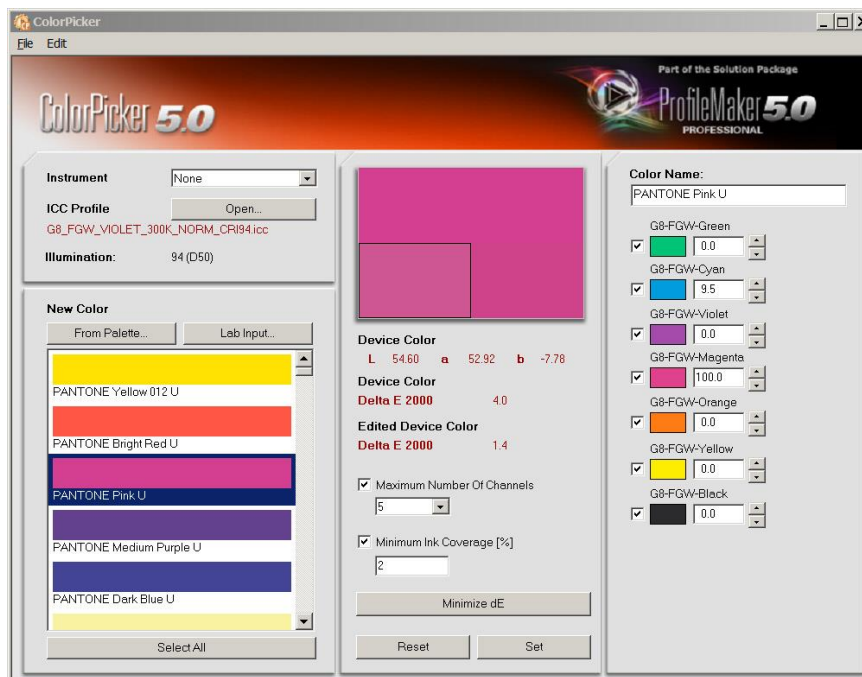 ColorPicker
File Edit
ColorPicker 5.0
Part of the Solution Package
ProfileMaker 5.0
PROFESSIONAL
Instrument None
ICC Profile Open...
G8_FGW_VIOLET_300K_NORM_CRI94.icc
Illumination: 94 (D50)
New Color
From Palette... Lab Input...
PANTONE Yellow 012 U
PANTONE Bright Red U
PANTONE Pink U
PANTONE Medium Purple U
PANTONE Dark Blue U
Select All
Device Color
L 54.60 a 52.92 b -7.78
Device Color
Delta E 2000 4.0
Edited Device Color
Delta E 2000 1.4
Maximum Number Of Channels
5
Minimum Ink Coverage [%]
2
Minimize dE
Reset Set
Color Name:
PANTONE Pink U
G8-FGW-Green
0.0
G8-FGW-Cyan
9.5
G8-FGW-Violet
0.0
G8-FGW-Magenta
100.0
G8-FGW-Orange
0.0
G8-FGW-Yellow
0.0
G8-FGW-Black
0.0